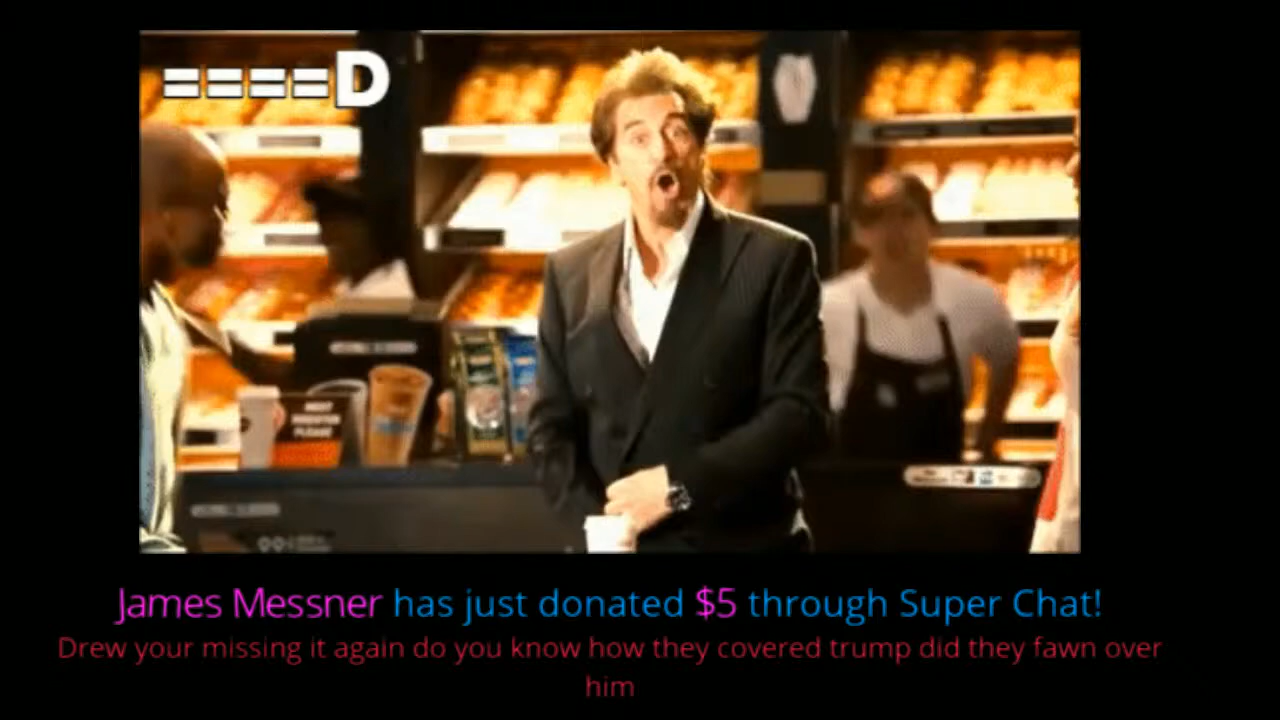 ====D
James Messner has just donated $5 through Super Chat!
Drew your missing it again do you know how they covered trump did they fawn over
him